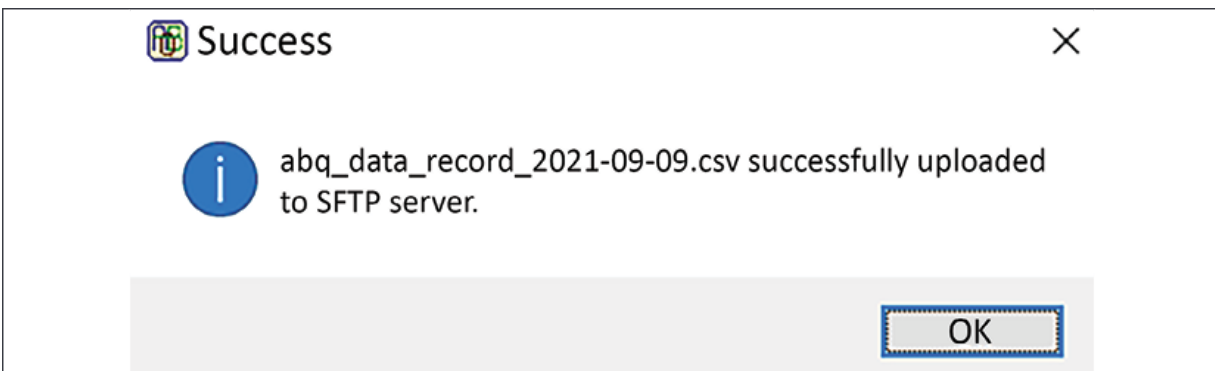 Success
abq_data_record_2021-09-09.csv successfully uploaded
to SFTP server.
OK